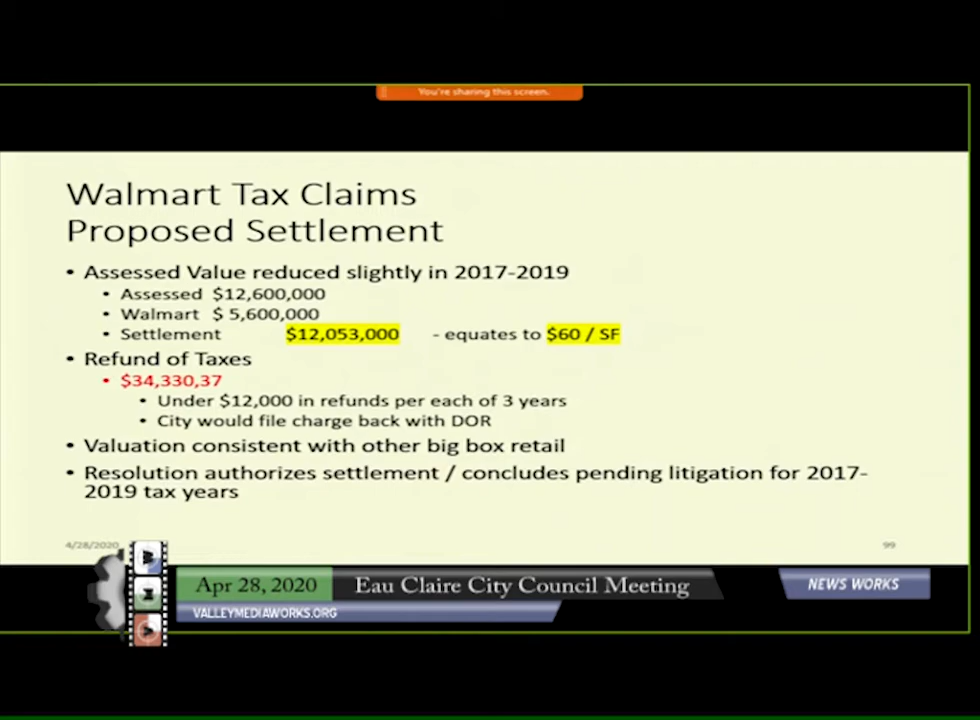 You're sharing this screen.
Walmart Tax Claims
Proposed Settlement
• Assessed Value reduced slightly in 2017-2019
• Assessed $12,600,000
• Walmart $ 5,600,000
• Settlement $12,053,000 - equates to $60 / SF
• Refund of Taxes
• $34,330,37
• Under $12,000 in refunds per each of 3 years
• City would file charge back with DOR
• Valuation consistent with other big box retail
• Resolution authorizes settlement / concludes pending litigation for 2017-
2019 tax years
4/28/2020 99
Apr 28, 2020 Eau Claire City Council Meeting NEWS WORKS
VALLEYMEDIAWORKS.ORG